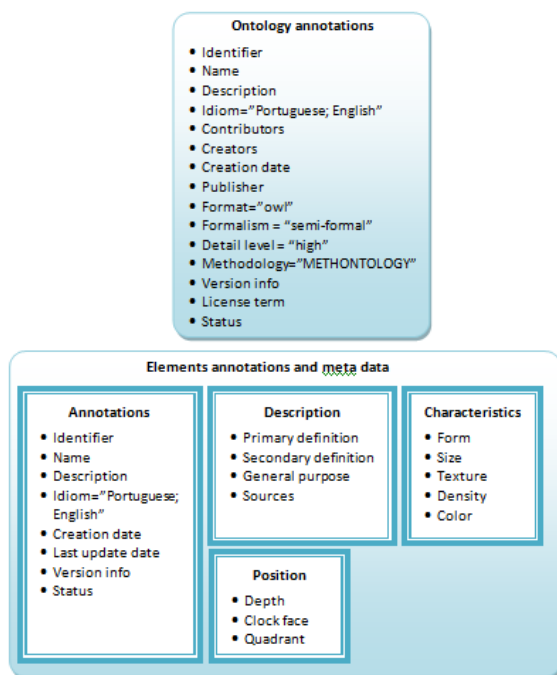 Ontology annotations
• Identifier
• Name
• Description
• Idiom=”Portuguese; English”
• Contributors
• Creators
• Creation date
• Publisher
• Format=”owl”
• Formalism = “semi-formal”
• Detail level = “high”
• Methodology=”METHONTOLOGY”
• Version info
• License term
• Status
Elements annotations and meta data
Annotations
• Identifier
• Name
• Description
• Idiom=”Portuguese;
English”
• Creation date
• Last update date
• Version info
• Status
Description
• Primary definition
• Secondary definition
• General purpose
• Sources
Characteristics
• Form
• Size
• Texture
• Density
• Color
Position
• Depth
• Clock face
• Quadrant